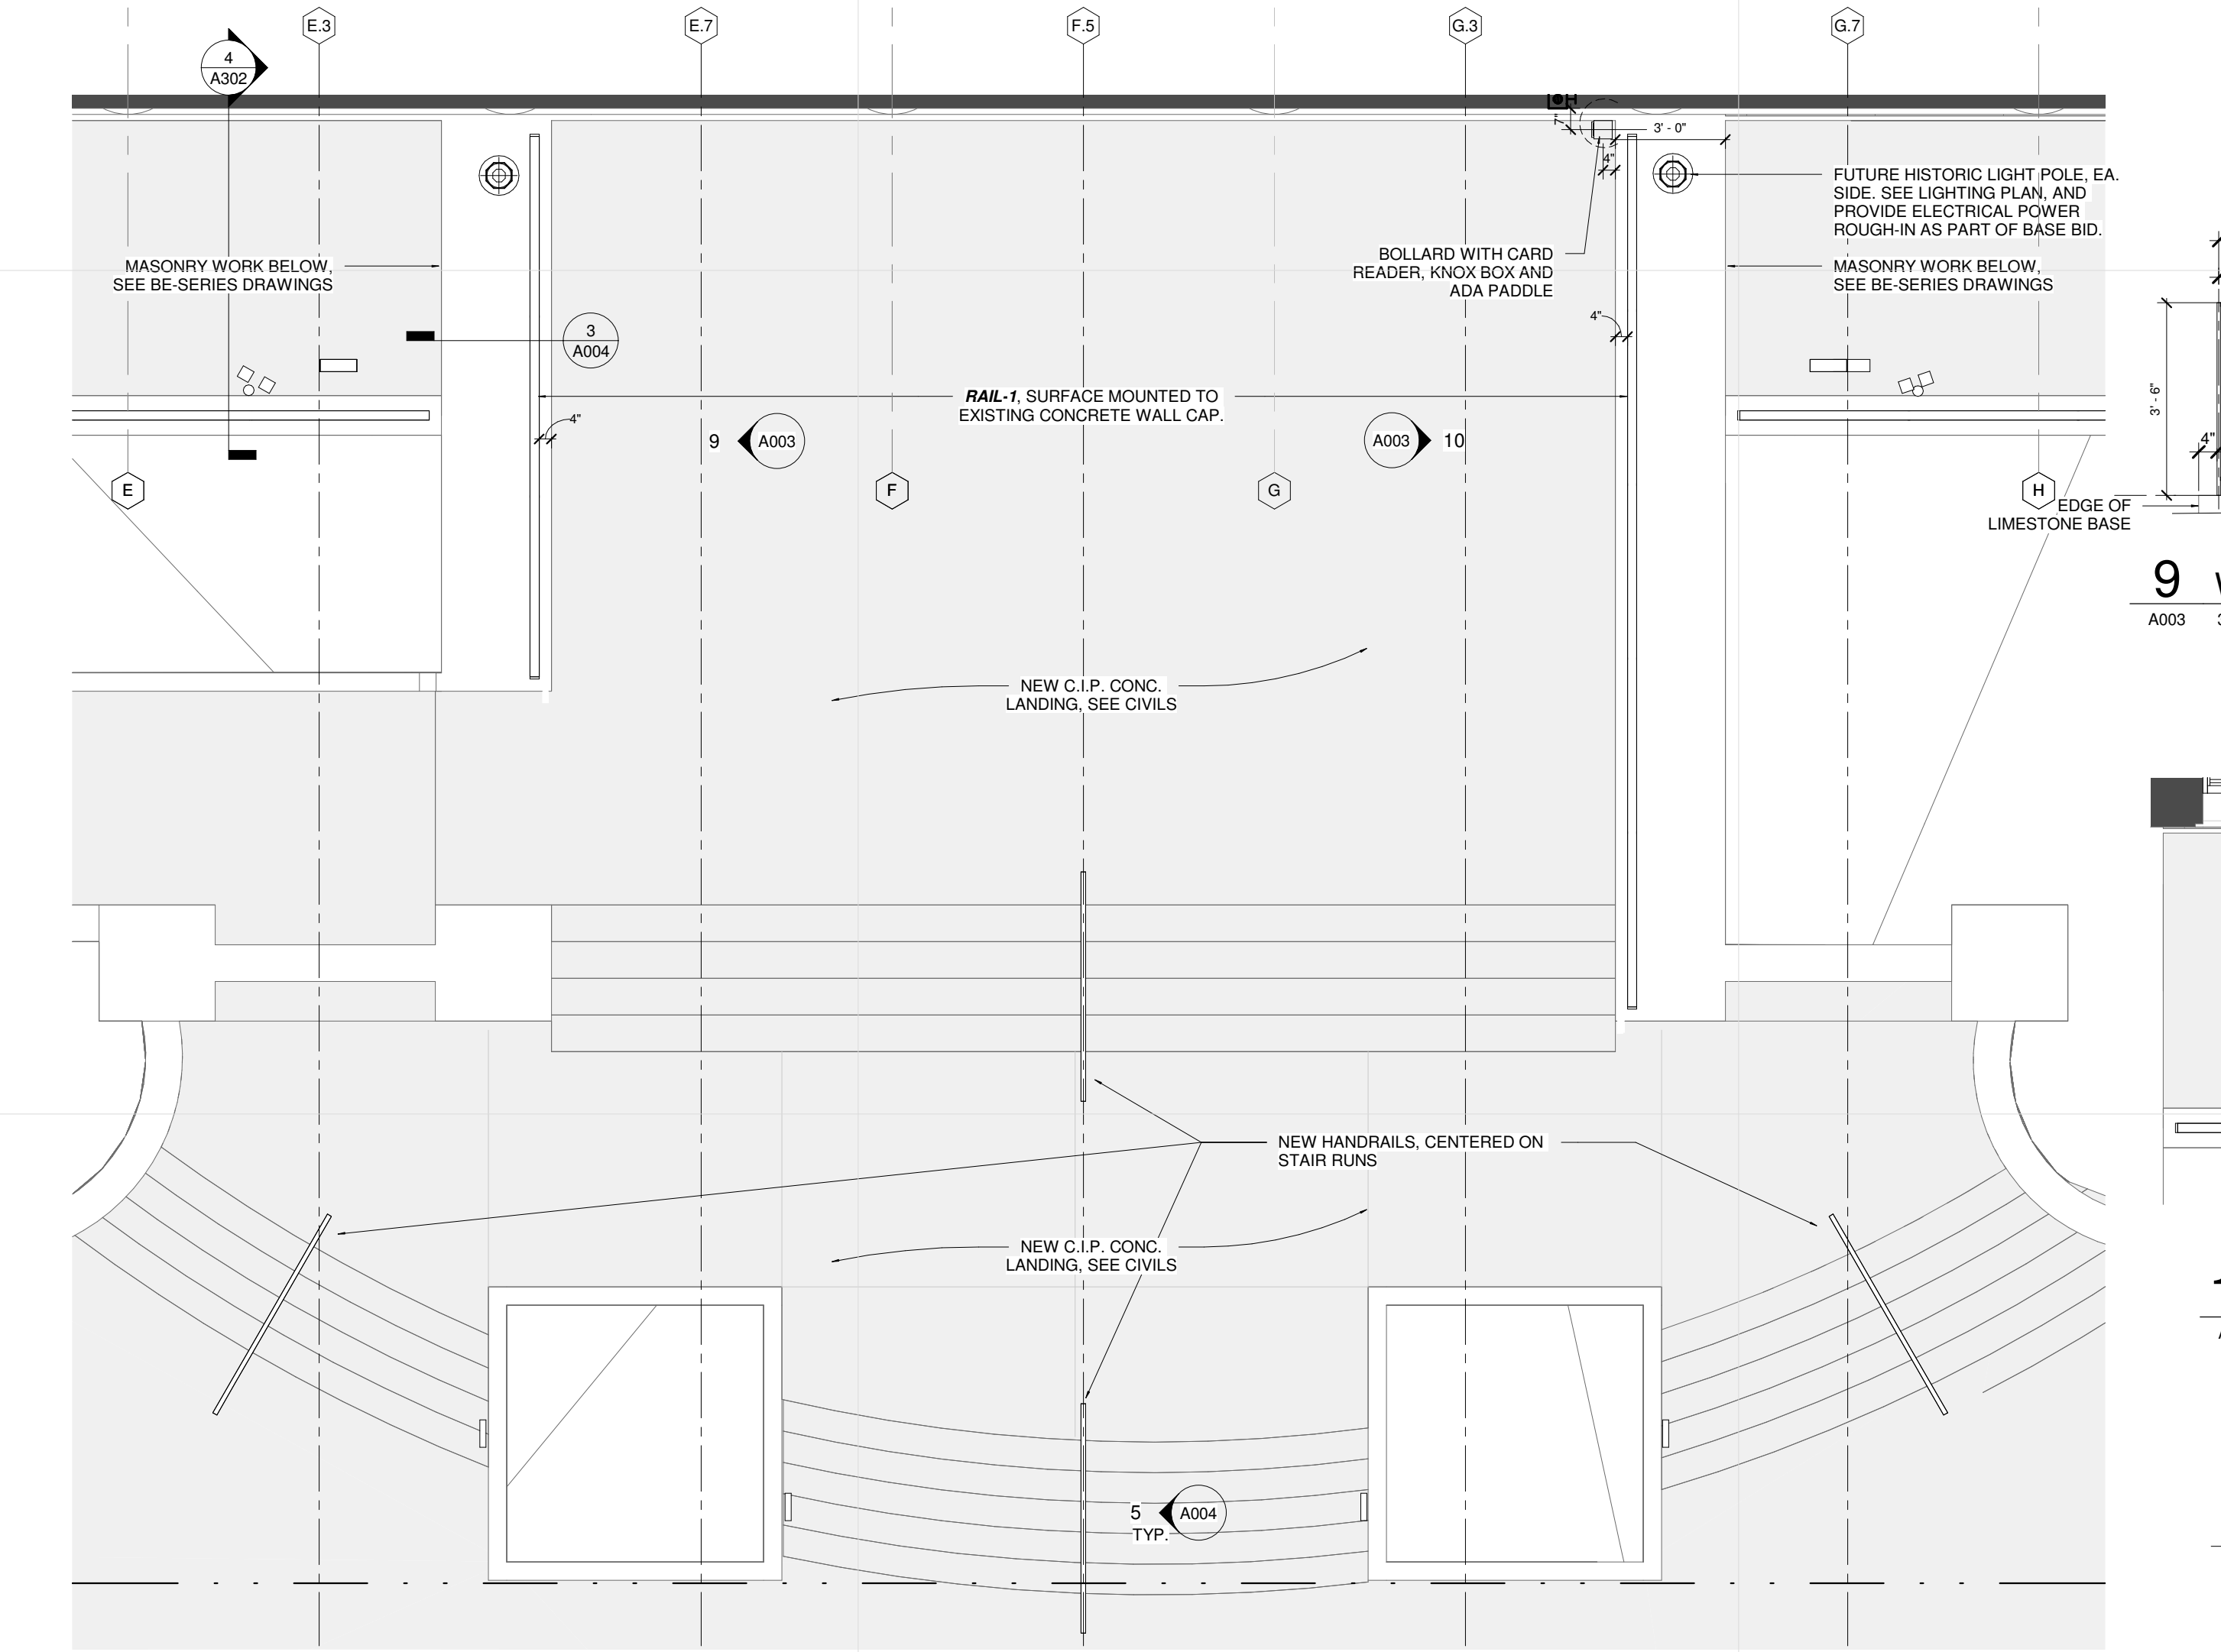 E.3
E.7
F.5
G.3
G.7
4
A302
7"
3' - 0"
4"
FUTURE HISTORIC LIGHT POLE, EA.
SIDE. SEE LIGHTING PLAN, AND
PROVIDE ELECTRICAL POWER
ROUGH-IN AS PART OF BASE BID.
MASONRY WORK BELOW,
SEE BE-SERIES DRAWINGS
BOLLARD WITH CARD
READER, KNOX BOX AND
ADA PADDLE
MASONRY WORK BELOW,
SEE BE-SERIES DRAWINGS
3
A004
4"
RAIL-1, SURFACE MOUNTED TO
EXISTING CONCRETE WALL CAP.
4"
9
A003
A003
10
3' - 6"
4"
E
F
G
H
EDGE OF
LIMESTONE BASE
9
A003
NEW C.I.P. CONC.
LANDING, SEE CIVILS
NEW HANDRAILS, CENTERED ON
STAIR RUNS
NEW C.I.P. CONC.
LANDING, SEE CIVILS
5
A004
TYP.